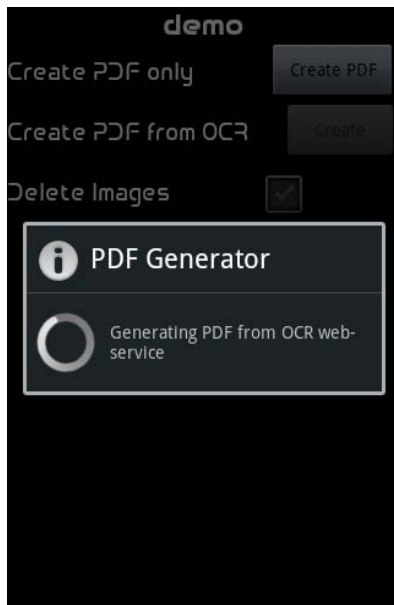 demo
Create PDF only
Create PDF
Create PDF from OCR
Create
Delete Images
PDF Generator
Generating PDF from OCR web-
service